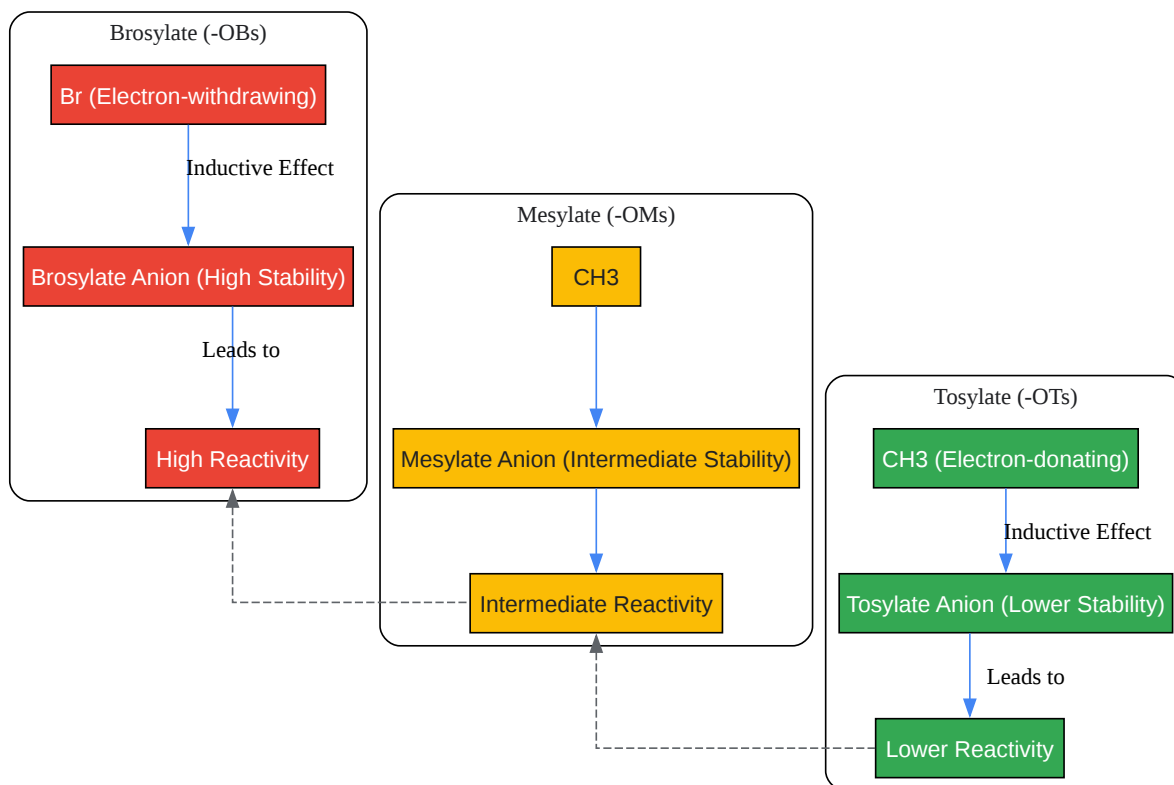 Brosylate (-OBs)
Br (Electron-withdrawing)
Inductive Effect
Brosylate Anion (High Stability)
Leads to
High Reactivity
Mesylate (-OMs)
CH3
Mesylate Anion (Intermediate Stability)
Intermediate Reactivity
Tosylate (-OTs)
CH3 (Electron-donating)
Inductive Effect
Tosylate Anion (Lower Stability)
Leads to
Lower Reactivity